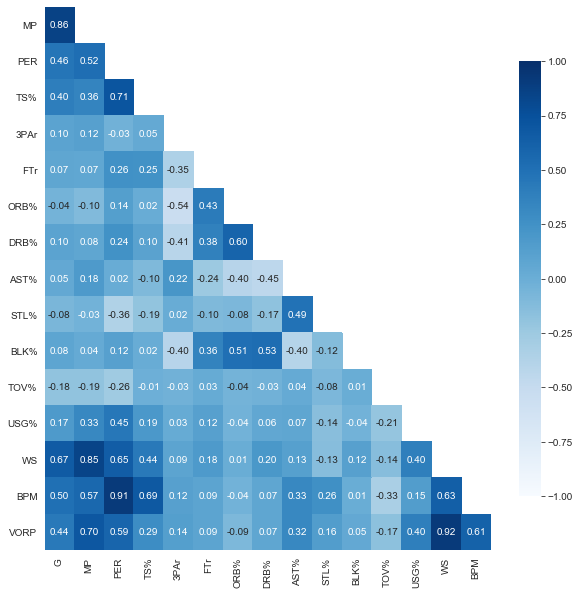 MP 0.86
PER 0.46 0.52
TS% 0.40 0.36 0.71
3PAr 0.10 0.12 -0.03 0.05
FTr 0.07 0.07 0.26 0.25 -0.35
ORB% -0.04 -0.10 0.14 0.02 -0.54 0.43
DRB% 0.10 0.08 0.24 0.10 -0.41 0.38 0.60
AST% 0.05 0.18 0.02 -0.10 0.22 -0.24 -0.40 -0.45
STL% -0.08 -0.03 -0.36 -0.19 0.02 -0.10 -0.08 -0.17 0.49
BLK% 0.08 0.04 0.12 0.02 -0.40 0.36 0.51 0.53 -0.40 -0.12
TOV% -0.18 -0.19 -0.26 -0.01 -0.03 0.03 -0.04 -0.03 0.04 -0.08 0.01
USG% 0.17 0.33 0.45 0.19 0.03 0.12 -0.04 0.06 0.07 -0.14 -0.04 -0.21
WS 0.67 0.85 0.65 0.44 0.09 0.18 0.01 0.20 0.13 -0.13 0.12 -0.14 0.40
BPM 0.50 0.57 0.91 0.69 0.12 0.09 -0.04 0.07 0.33 0.26 0.01 -0.33 0.15 0.63
VORP 0.44 0.70 0.59 0.29 0.14 0.09 -0.09 0.07 0.32 0.16 0.05 -0.17 0.40 0.92 0.61
G MP PER TS% 3PAr FTr ORB% DRB% AST% STL% BLK% TOV% USG% WS BPM
1.00
0.75
0.50
0.25
0.00
−0.25
−0.50
−0.75
−1.00